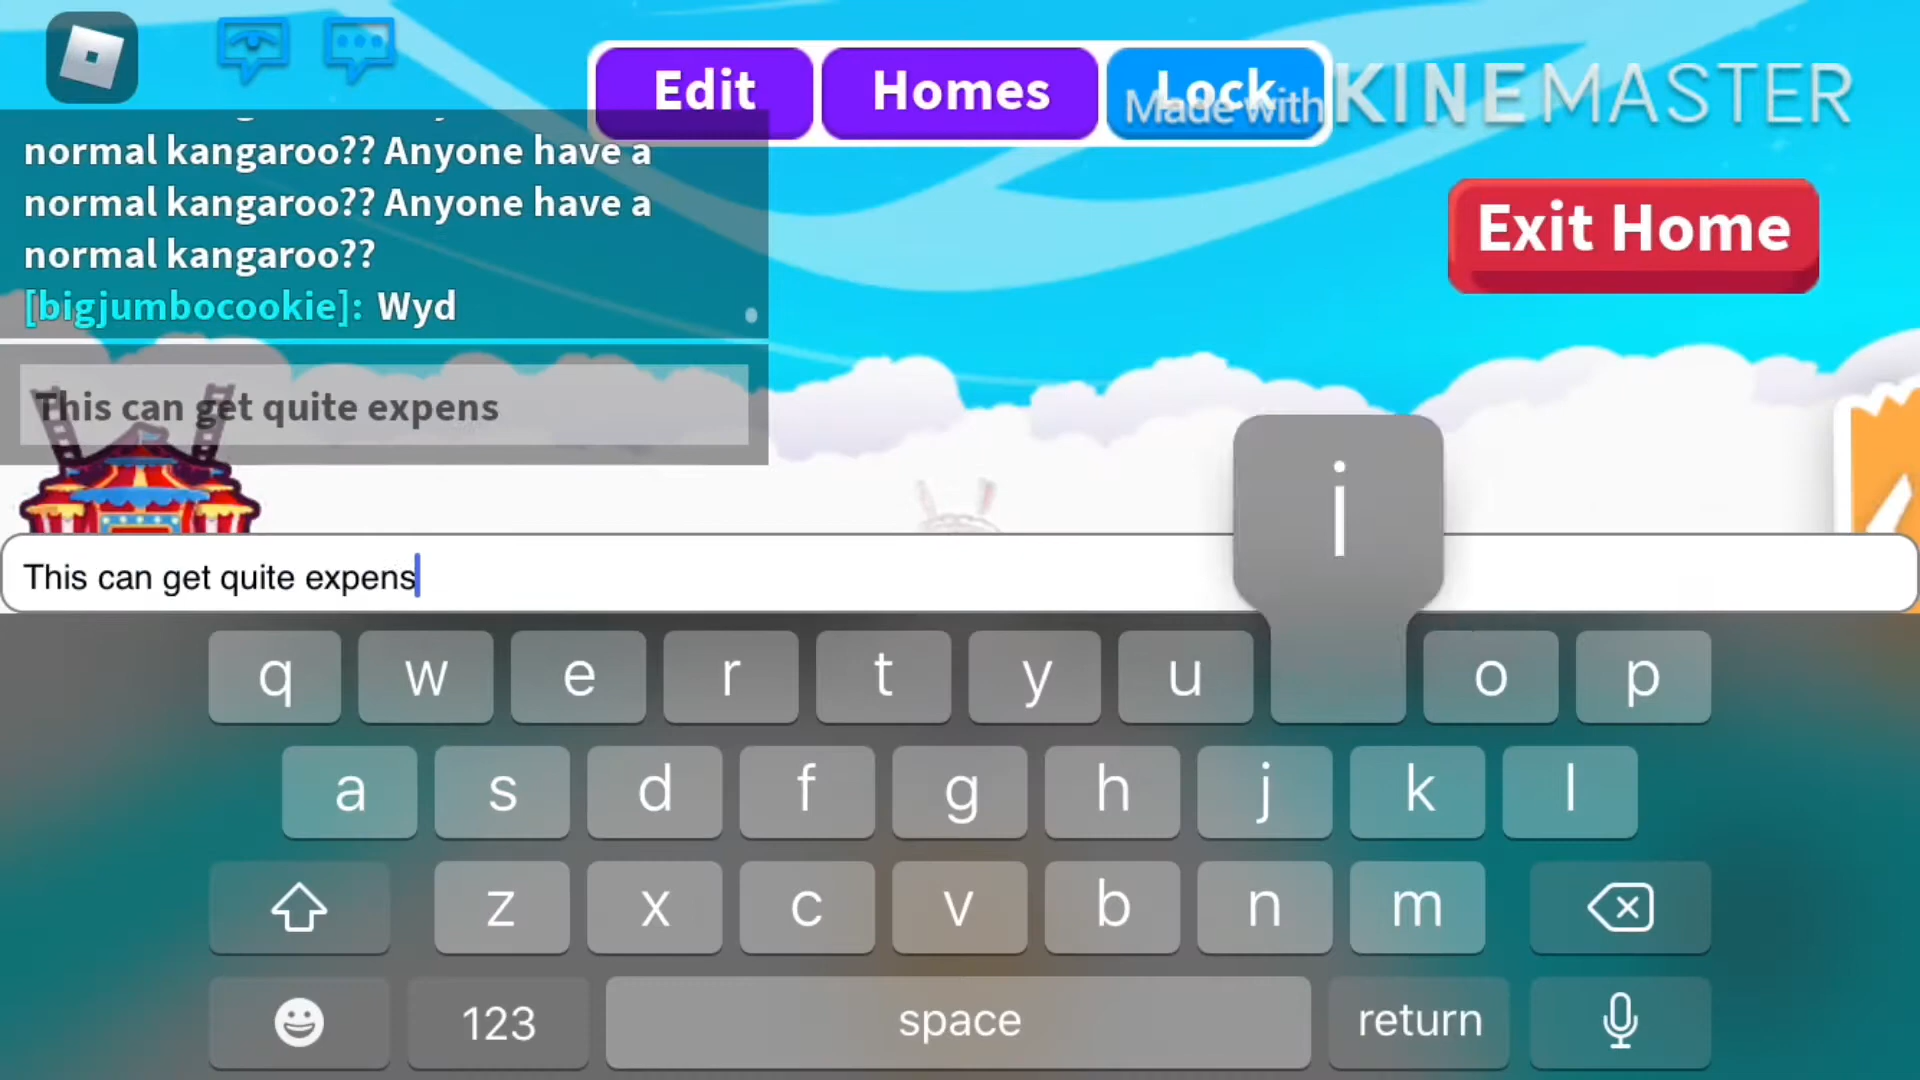 Edit Homes Lock
Made with KINEMASTER
normal kangaroo?? Anyone have a
normal kangaroo?? Anyone have a
normal kangaroo??
[bigjumbocookie]: Wyd
Exit Home
This can get quite expens
This can get quite expens
i
q w e r t y u o p
a s d f g h j k l
z x c v b n m
123 space return